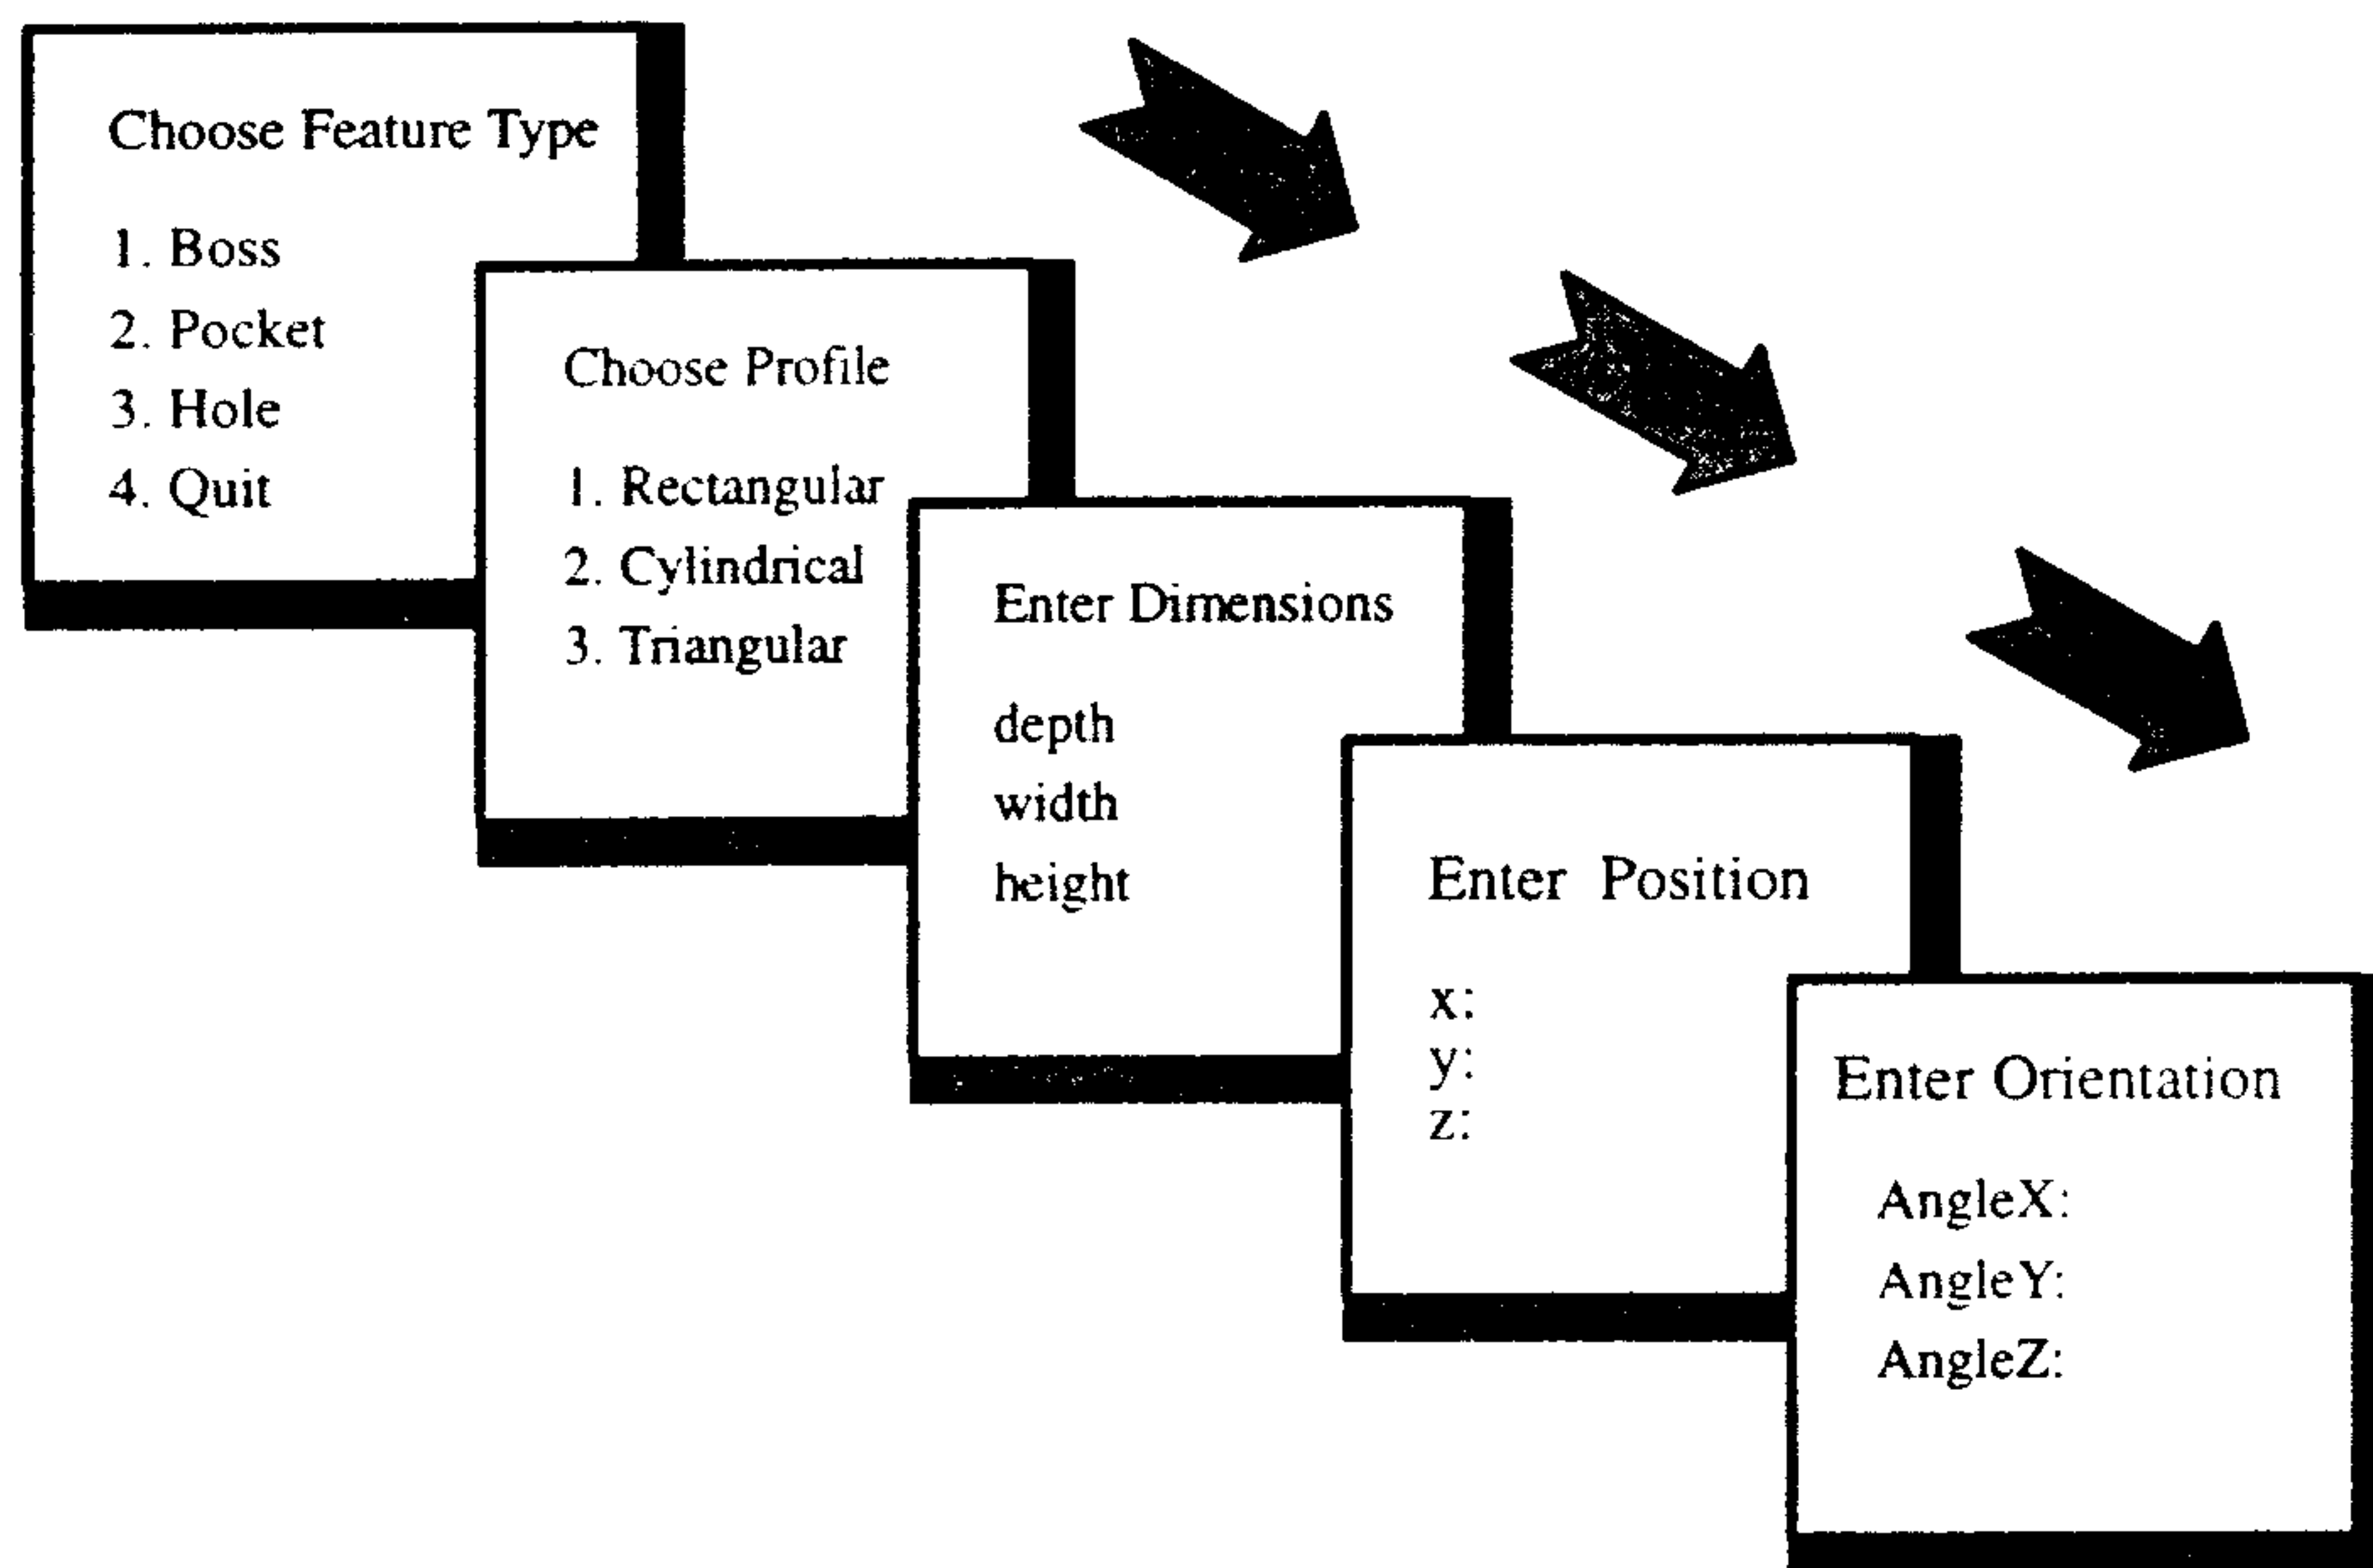 Choose Feature Type
1. Boss
2. Pocket
3. Hole
4. Quit
Choose Profile
1. Rectangular
2. Cylindrical
3. Triangular
Enter Dimensions
depth
width
height
Enter Position
x:
y:
z:
Enter Orientation
AngleX:
AngleY:
AngleZ: